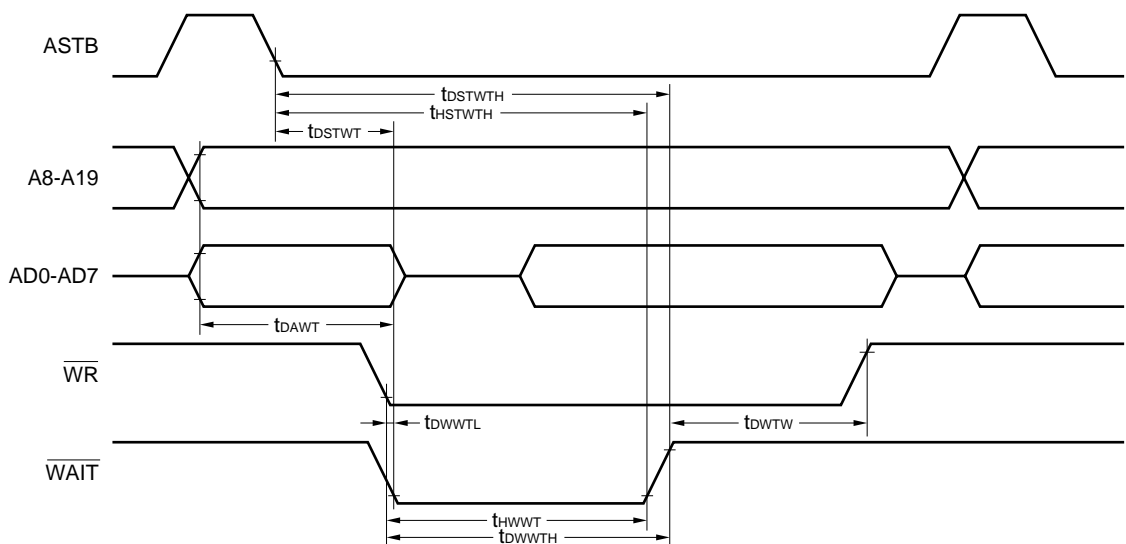 ASTB
tDSTWTH
tHSTWTH
tDSTWT
A8-A19
AD0-AD7
tDAWT
WR
tDWWTL
tDWTW
WAIT
tHWWT
tDWWTH